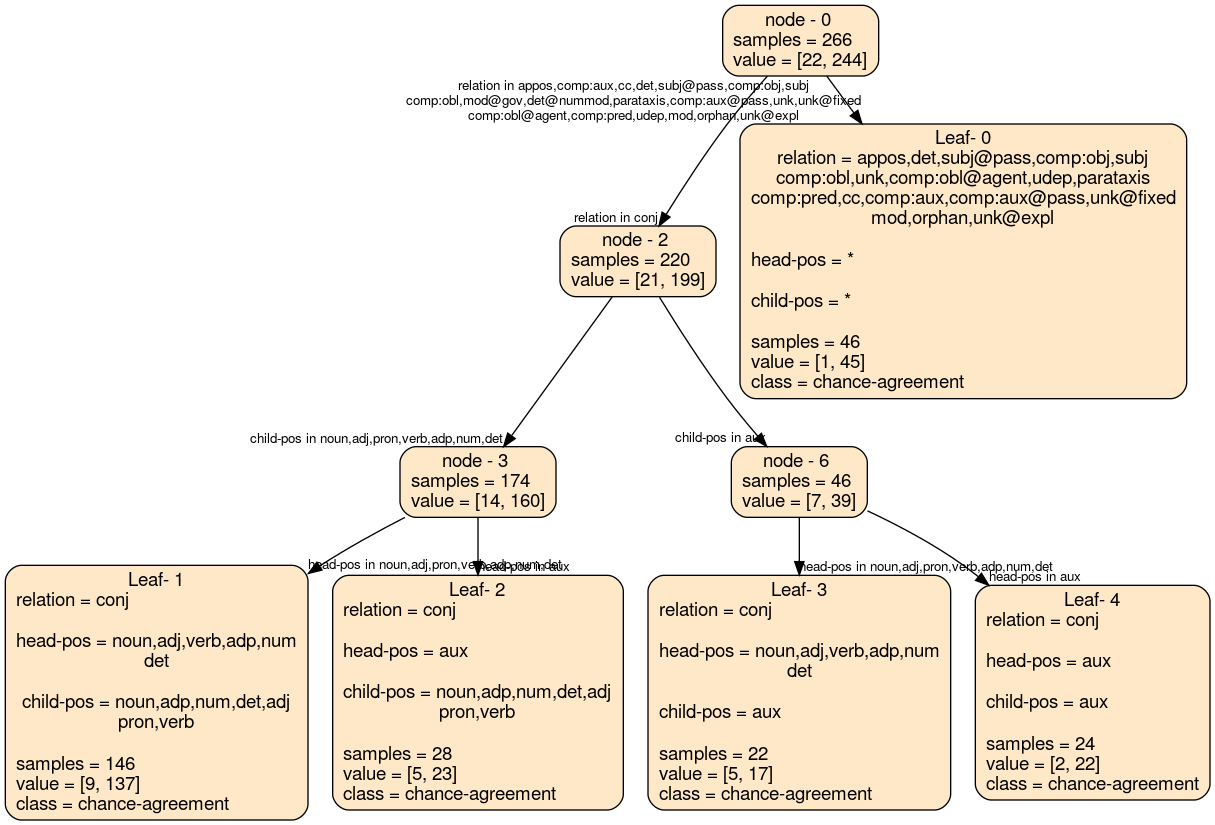 node - 0
samples = 266
value = [22, 244]
relation in appos,comp:aux,cc,det,subj@pass,comp:obj,subj
comp:obl,mod@gov,det@nummod,parataxis,comp:aux@pass,unk,unk@fixed
comp:obl@agent,comp:pred,udep,mod,orphan,unk@expl
Leaf- 0
relation = appos,det,subj@pass,comp:obj,subj
comp:obl,unk,comp:obl@agent,udep,parataxis
comp:pred,cc,comp:aux,comp:aux@pass,unk@fixed
mod,orphan,unk@expl
head-pos = *
child-pos = *
samples = 46
value = [1, 45]
class = chance-agreement
relation in conj
node - 2
samples = 220
value = [21, 199]
child-pos in noun,adj,pron,verb,adp,num,det
child-pos in aux
node - 3
samples = 174
value = [14, 160]
node - 6
samples = 46
value = [7, 39]
head-pos in noun,adj,pron,verb,adp,num,det
head-pos in aux
head-pos in noun,adj,pron,verb,adp,num,det
head-pos in aux
Leaf- 1
relation = conj
head-pos = noun,adj,verb,adp,num
det
child-pos = noun,adp,num,det,adj
pron,verb
samples = 146
value = [9, 137]
class = chance-agreement
Leaf- 2
relation = conj
head-pos = aux
child-pos = noun,adp,num,det,adj
pron,verb
samples = 28
value = [5, 23]
class = chance-agreement
Leaf- 3
relation = conj
head-pos = noun,adj,verb,adp,num
det
child-pos = aux
samples = 22
value = [5, 17]
class = chance-agreement
Leaf- 4
relation = conj
head-pos = aux
child-pos = aux
samples = 24
value = [2, 22]
class = chance-agreement